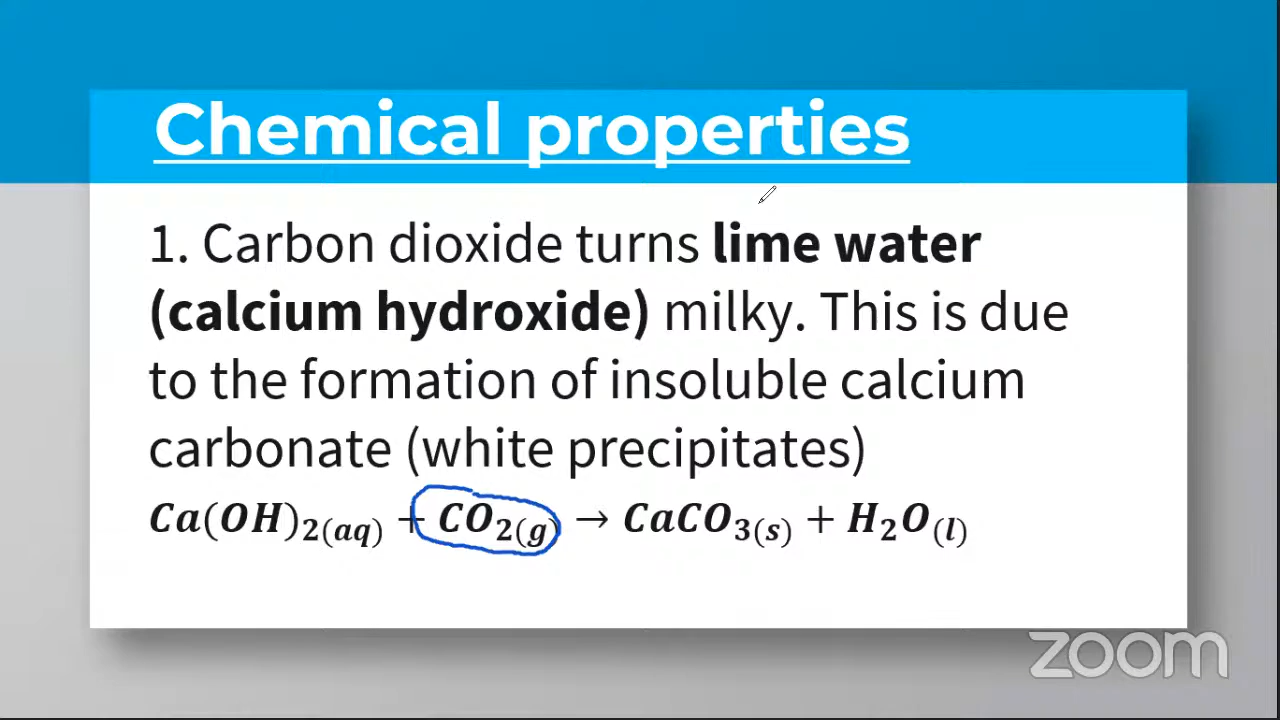 Chemical properties
1. Carbon dioxide turns lime water
(calcium hydroxide) milky. This is due
to the formation of insoluble calcium
carbonate (white precipitates)
Ca(OH)₂(aq) + CO₂(g) → CaCO₃(s) + H₂O(l)
zoom